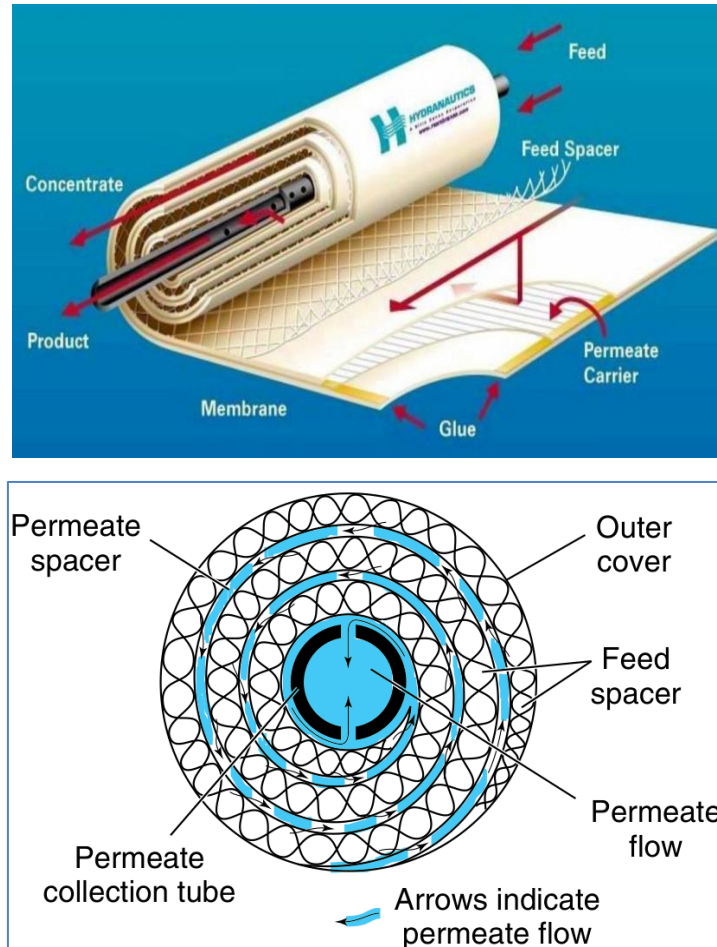 Feed
HYDRANAUTICS
Feed Spacer
Concentrate
Product
Permeate
Carrier
Membrane
Glue
Permeate
spacer
Outer
cover
Feed
spacer
Permeate
flow
Permeate
collection tube
Arrows indicate
permeate flow